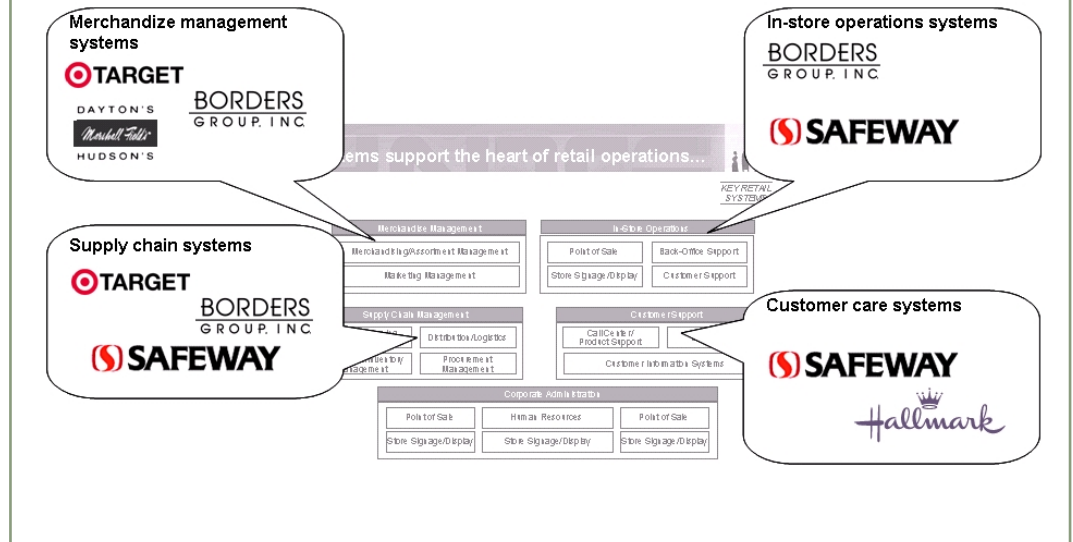 Merchandize management
systems
TARGET
DAYTON'S
Marshall Field's
HUDSON'S
BORDERS
GROUP, INC
In-store operations systems
BORDERS
GROUP, INC
SAFEWAY
ems support the heart of retail operations...
KEY RETAIL
SYSTEMS
Merchandise Management
Merchandising/Assortment Management
Marketing Management
In-Store Operations
Point of Sale
Back-Office Support
Store Signage/Display
Customer Support
Supply chain systems
TARGET
BORDERS
GROUP, INC
SAFEWAY
Supply Chain Management
Distribution/Logistics
Procurement
Management
Customer Support
Call Center/
Product Support
Customer Information Systems
Customer care systems
SAFEWAY
Hallmark
Corporate Administration
Point of Sale
Human Resources
Point of Sale
Store Signage/Display
Store Signage/Display
Store Signage/Display